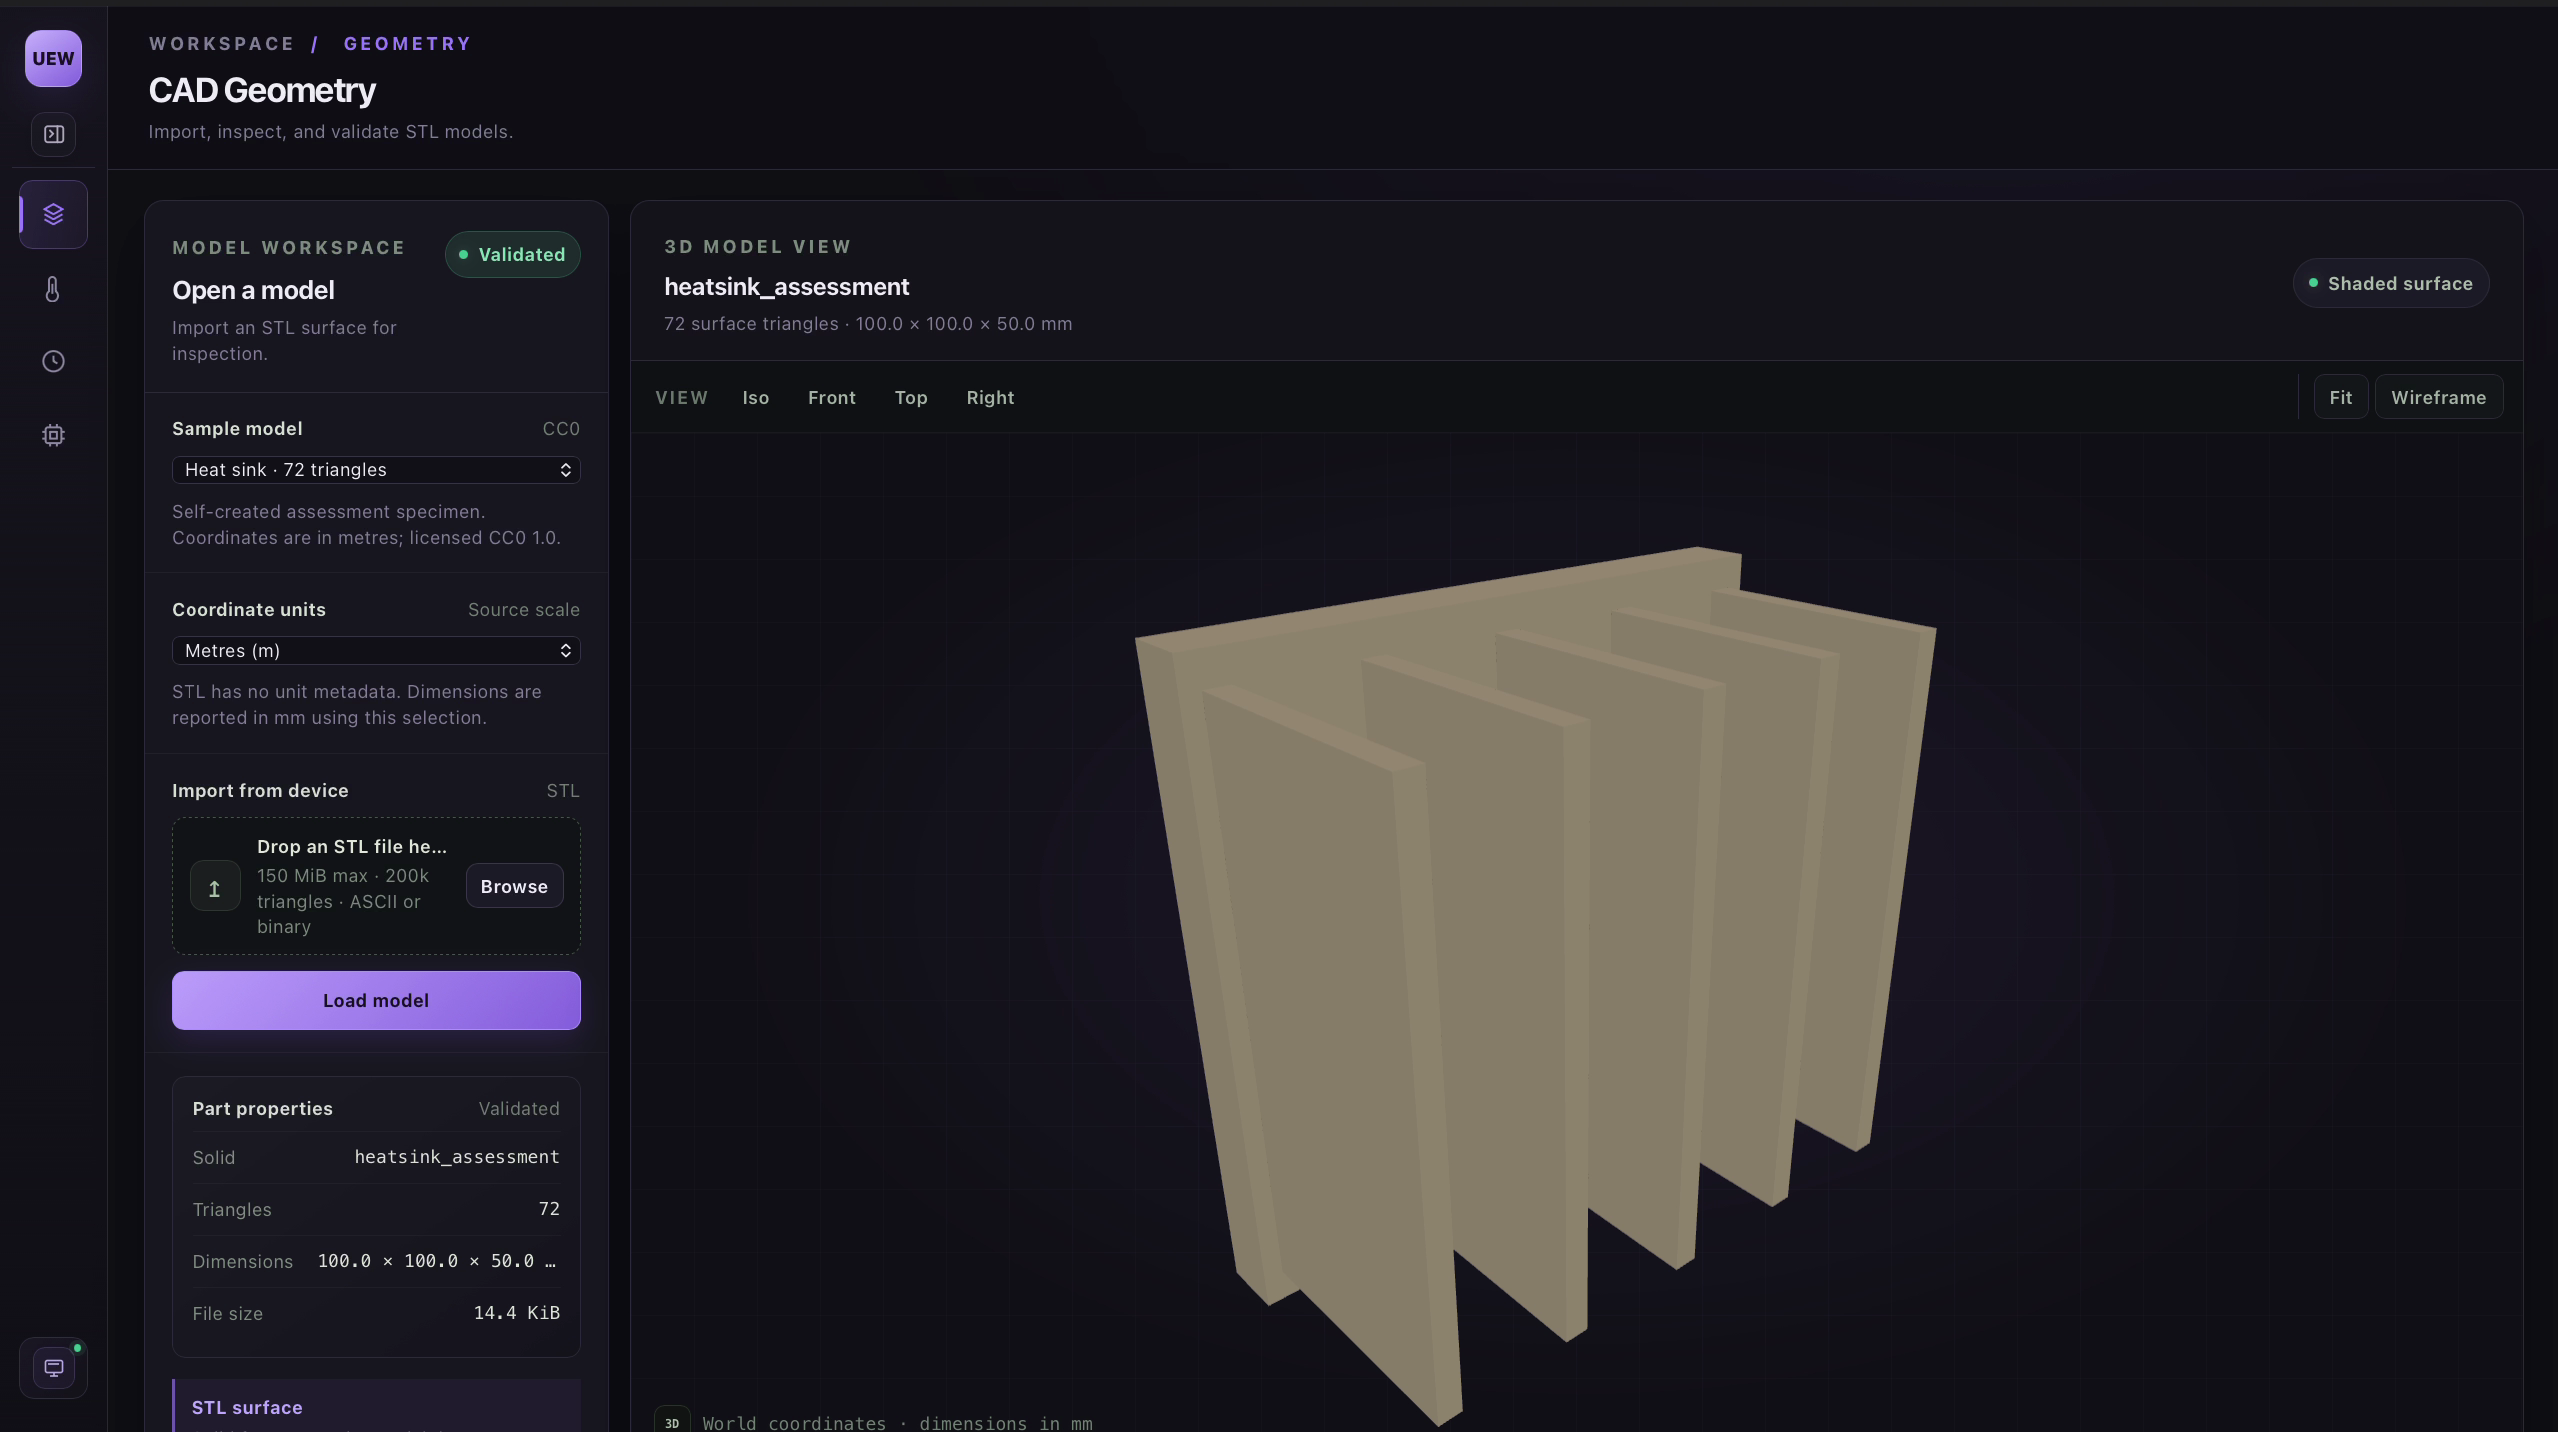 UEW
WORKSPACE / GEOMETRY
CAD Geometry
Import, inspect, and validate STL models.
MODEL WORKSPACE
Validated
Open a model
Import an STL surface for
inspection.
Sample model CC0
Heat sink · 72 triangles
Self-created assessment specimen.
Coordinates are in metres; licensed CC0 1.0.
Coordinate units Source scale
Metres (m)
STL has no unit metadata. Dimensions are
reported in mm using this selection.
Import from device STL
Drop an STL file he...
150 MiB max · 200k
triangles · ASCII or
binary
↥
Browse
Load model
Part properties Validated
Solid heatsink_assessment
Triangles 72
Dimensions 100.0 × 100.0 × 50.0 …
File size 14.4 KiB
STL surface
3D MODEL VIEW
heatsink_assessment
72 surface triangles · 100.0 × 100.0 × 50.0 mm
Shaded surface
VIEW Iso Front Top Right Fit Wireframe
3D World coordinates · dimensions in mm